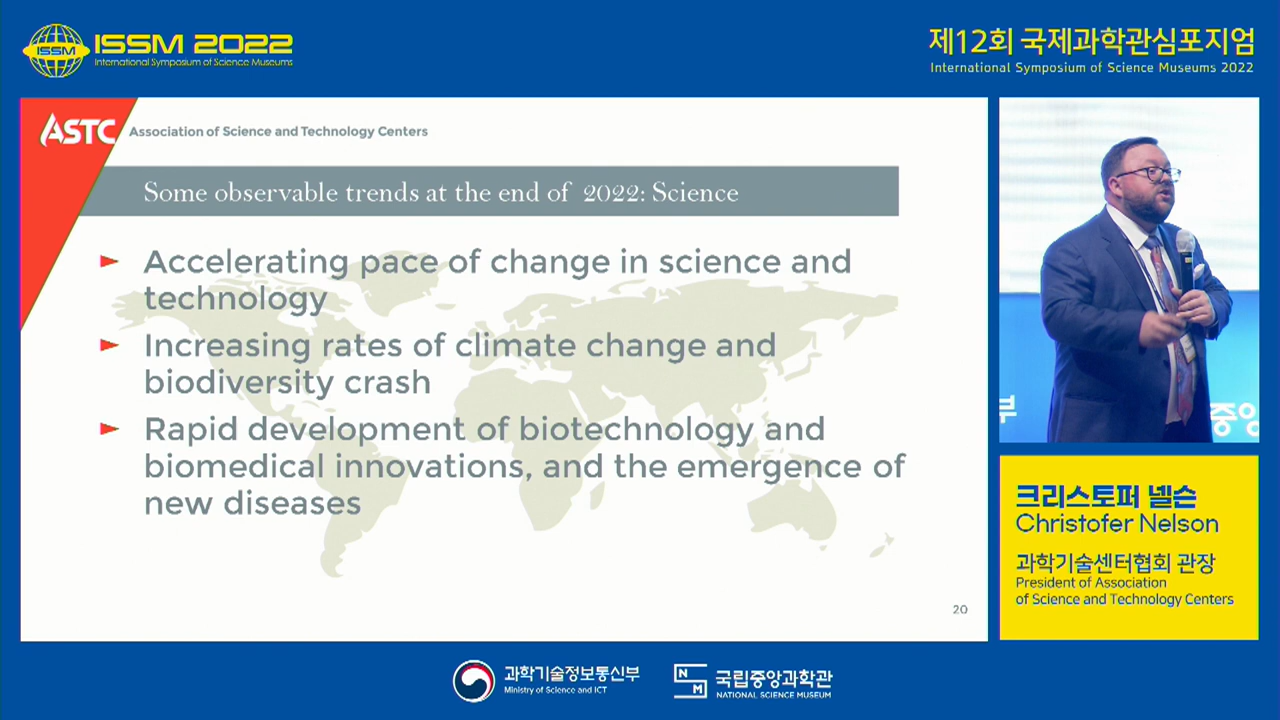 ISSM
ISSM 2022
International Symposium of Science Museums
제12회 국제과학관심포지엄
International Symposium of Science Museums 2022
ASTC
Association of Science and Technology Centers
Some observable trends at the end of 2022: Science
Accelerating pace of change in science and
technology
Increasing rates of climate change and
biodiversity crash
Rapid development of biotechnology and
biomedical innovations, and the emergence of
new diseases
20
부
중앙
크리스토퍼 넬슨
Christofer Nelson
과학기술센터협회 관장
President of Association
of Science and Technology Centers
과학기술정보통신부
Ministry of Science and ICT
NSM
국립중앙과학관
NATIONAL SCIENCE MUSEUM